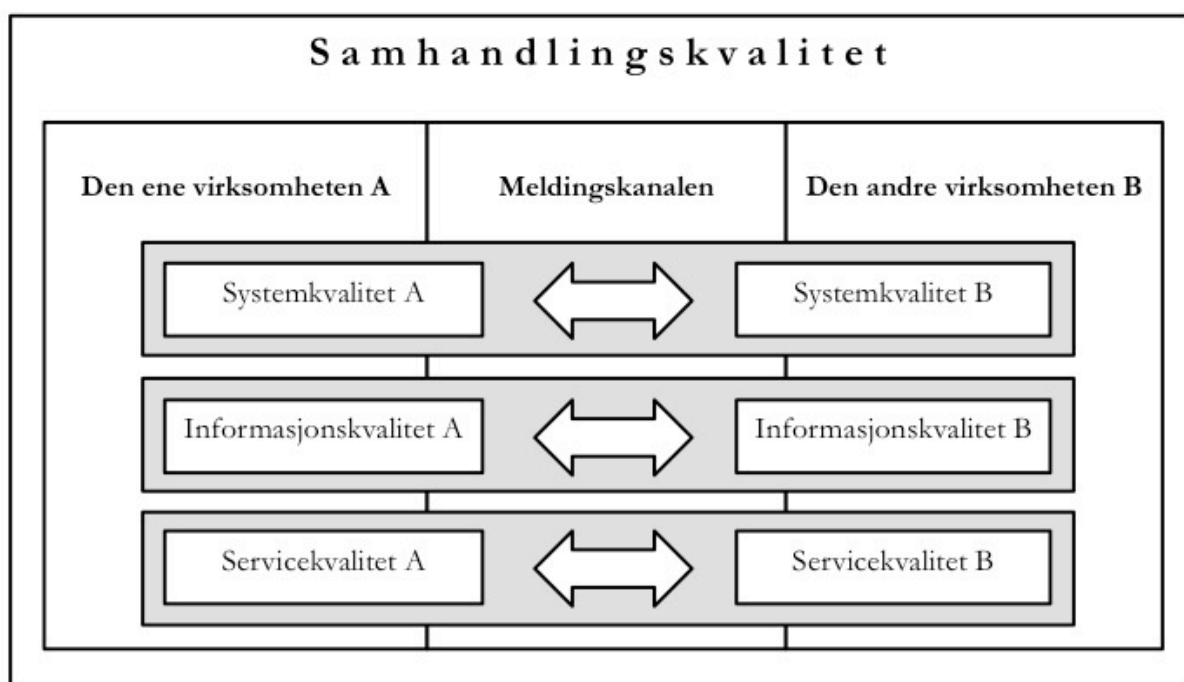 Samhandlingskvalitet
Den ene virksomheten A
Meldingskanalen
Den andre virksomheten B
Systemkvalitet A
Systemkvalitet B
Informasjonskvalitet A
Informasjonskvalitet B
Servicekvalitet A
Servicekvalitet B